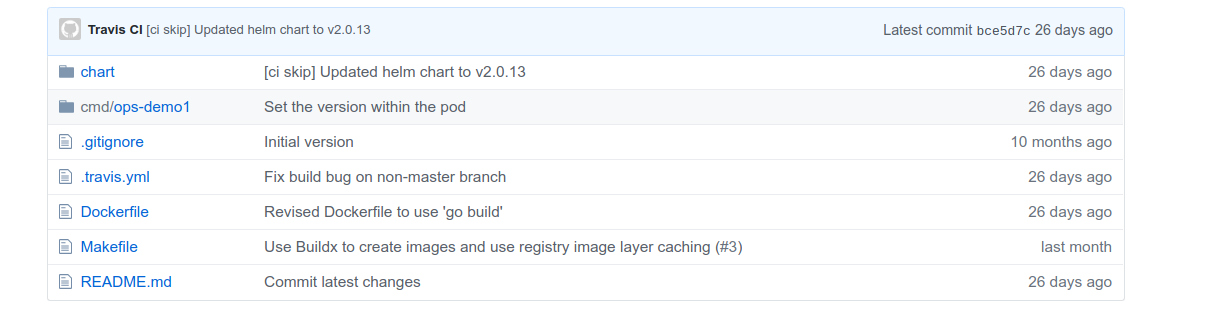 Travis CI [ci skip] Updated helm chart to v2.0.13 Latest commit bce5d7c 26 days ago
chart [ci skip] Updated helm chart to v2.0.13 26 days ago
cmd/ops-demo1 Set the version within the pod 26 days ago
.gitignore Initial version 10 months ago
.travis.yml Fix build bug on non-master branch 26 days ago
Dockerfile Revised Dockerfile to use 'go build' 26 days ago
Makefile Use Buildx to create images and use registry image layer caching (#3) last month
README.md Commit latest changes 26 days ago